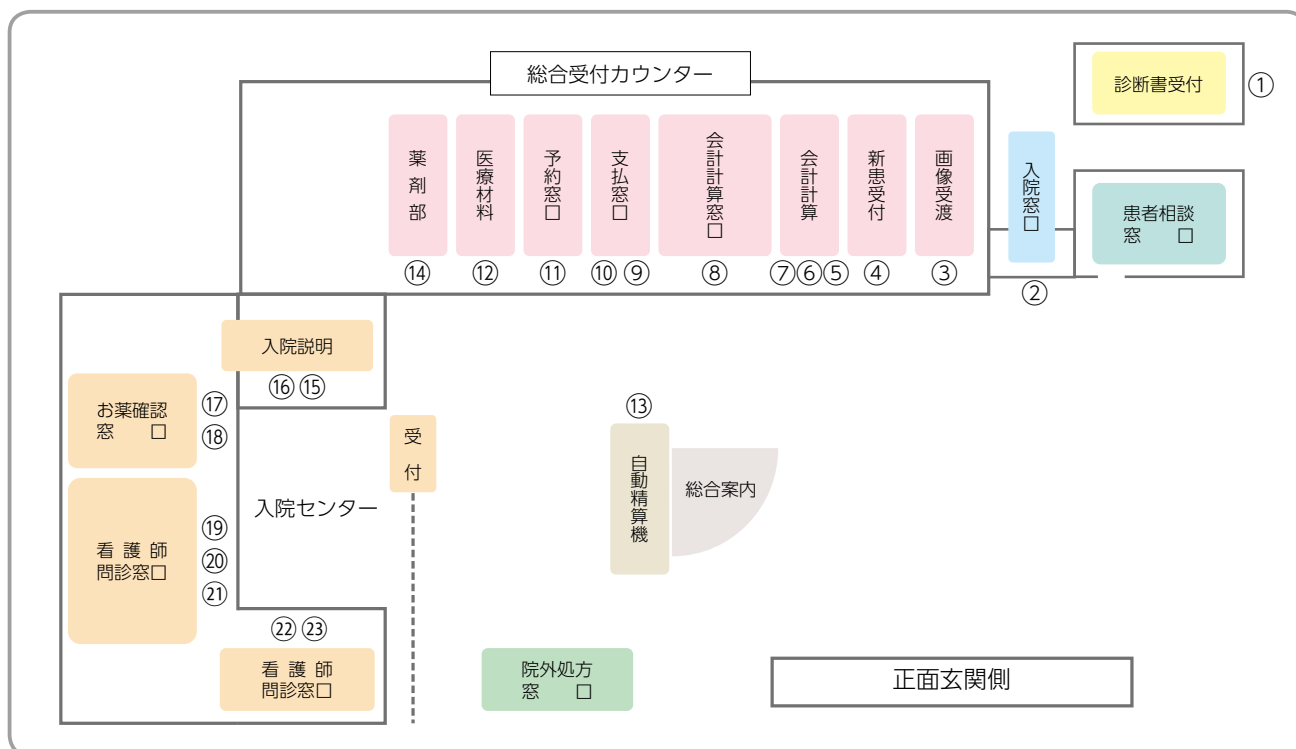 総合受付カウンター
診断書受付
①
薬剤部
医療材料
予約窓口
支払窓口
会計計算窓口
会計計算
新患受付
画像受渡
入院窓口
患者相談
窓　口
⑭
⑫
⑪
⑩ ⑨
⑧
⑦⑥⑤
④
③
②
入院説明
⑯ ⑮
お薬確認
窓　口
⑰
⑱
受付
⑬
自動精算機
総合案内
入院センター
看護師
問診窓口
⑲
⑳
㉑
㉒ ㉓
看護師
問診窓口
院外処方
窓　口
正面玄関側